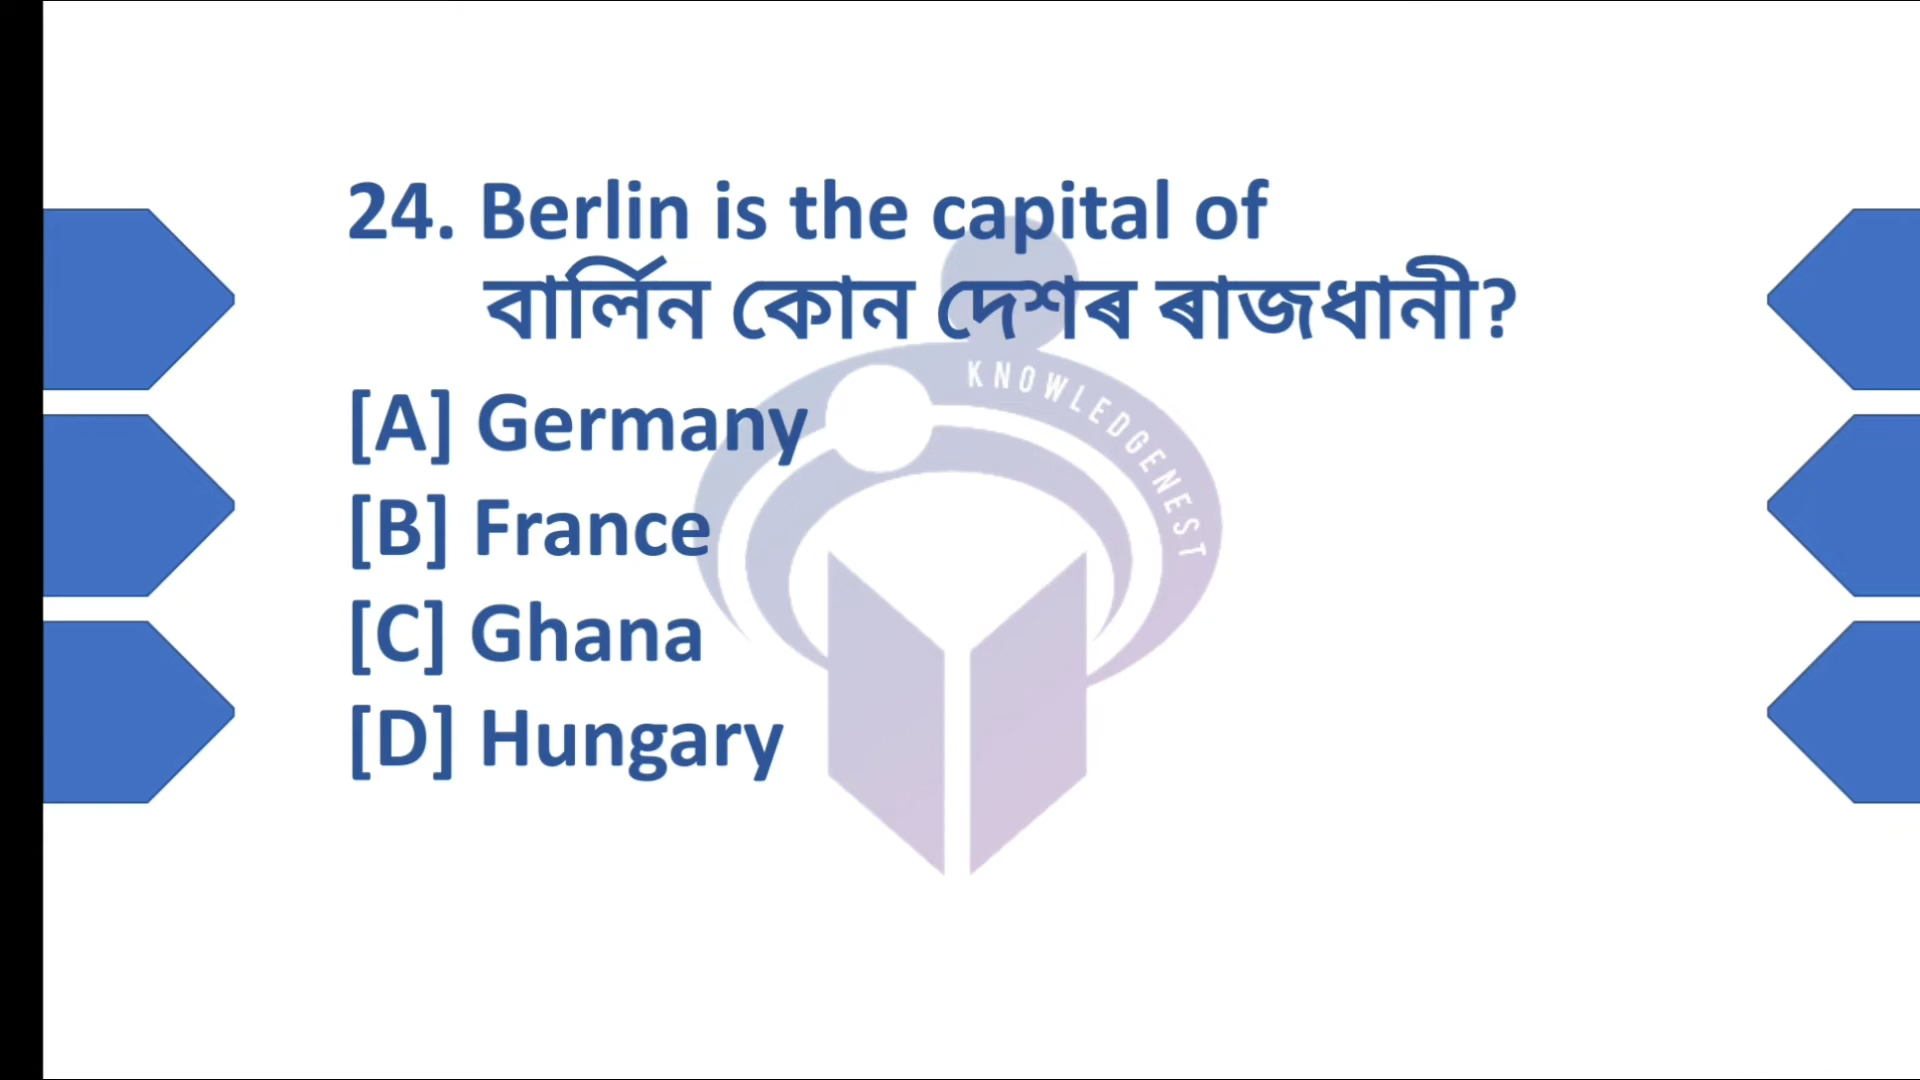 24. Berlin is the capital of
বাৰ্লিন কোন দেশৰ ৰাজধানী?
KNOWLEDGENEST
[A] Germany
[B] France
[C] Ghana
[D] Hungary